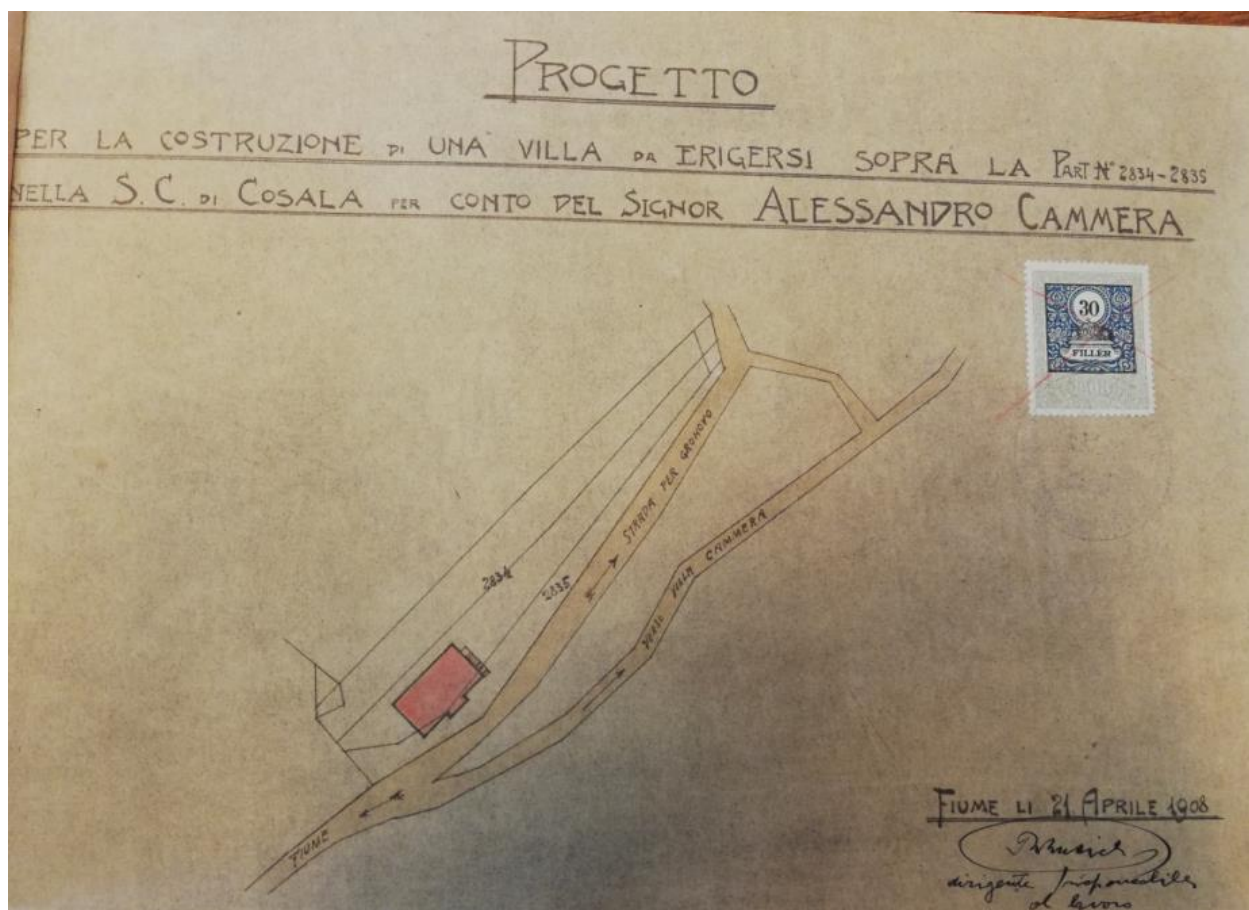 PROGETTO
PER LA COSTRUZIONE DI UNA VILLA DA ERIGERSI SOPRA LA PART Nº 2834-2835
NELLA S. C. DI COSALA PER CONTO DEL SIGNOR ALESSANDRO CAMMERA
30
FILLER
STRADA PER GROHOVO
2834
2835
VILLA CAMMERA
FIUME
FIUME LI 21 APRILE 1908
dirigente responsabile